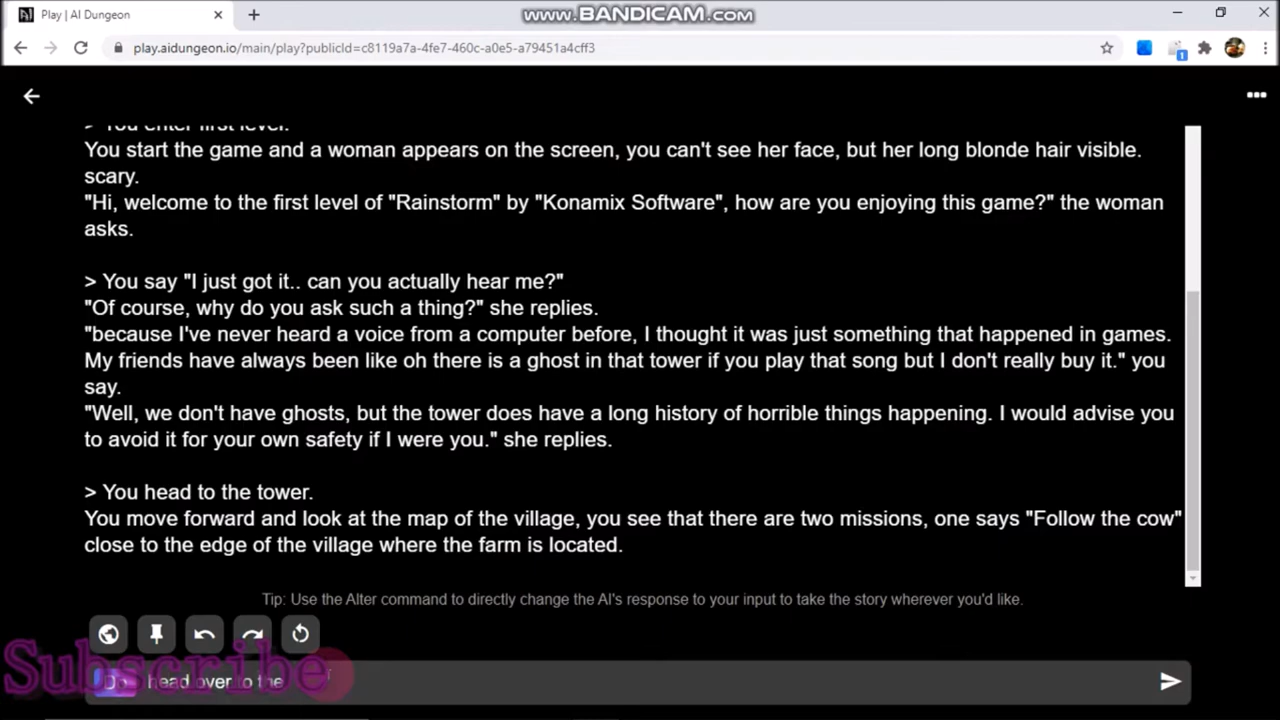 Play | AI Dungeon
www.BANDICAM.com
play.aidungeon.io/main/play?publicId=c8119a7a-4fe7-460c-a0e5-a79451a4cff3
1
> You enter first level.
You start the game and a woman appears on the screen, you can't see her face, but her long blonde hair visible.
scary.
"Hi, welcome to the first level of "Rainstorm" by "Konamix Software", how are you enjoying this game?" the woman
asks.
> You say "I just got it.. can you actually hear me?"
"Of course, why do you ask such a thing?" she replies.
"because I've never heard a voice from a computer before, I thought it was just something that happened in games.
My friends have always been like oh there is a ghost in that tower if you play that song but I don't really buy it." you
say.
"Well, we don't have ghosts, but the tower does have a long history of horrible things happening. I would advise you
to avoid it for your own safety if I were you." she replies.
> You head to the tower.
You move forward and look at the map of the village, you see that there are two missions, one says "Follow the cow"
close to the edge of the village where the farm is located.
Tip: Use the Alter command to directly change the AI's response to your input to take the story wherever you'd like.
Subscribe
Do head over to the